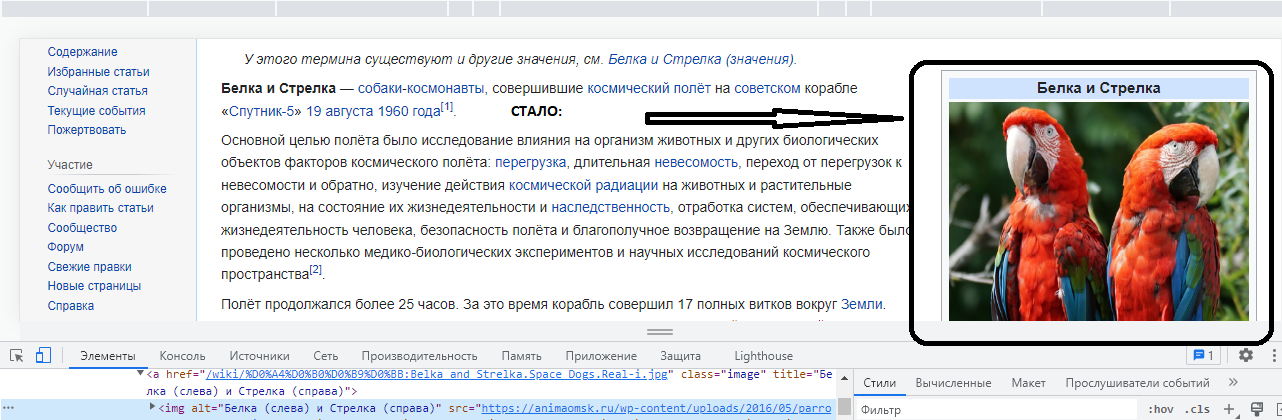 Содержание
Избранные статьи
Случайная статья
Текущие события
Пожертвовать
Участие
Сообщить об ошибке
Как править статьи
Сообщество
Форум
Свежие правки
Новые страницы
Справка
У этого термина существуют и другие значения, см. Белка и Стрелка (значения).
Белка и Стрелка — собаки-космонавты, совершившие космический полёт на советском корабле
«Спутник-5» 19 августа 1960 года[1].
СТАЛО:
Основной целью полёта было исследование влияния на организм животных и других биологических
объектов факторов космического полёта: перегрузка, длительная невесомость, переход от перегрузок к
невесомости и обратно, изучение действия космической радиации на животных и растительные
организмы, на состояние их жизнедеятельности и наследственность, отработка систем, обеспечивающих
жизнедеятельность человека, безопасность полёта и благополучное возвращение на Землю. Также было
проведено несколько медико-биологических экспериментов и научных исследований космического
пространства[2].
Полёт продолжался более 25 часов. За это время корабль совершил 17 полных витков вокруг Земли.
Белка и Стрелка
Элементы Консоль Источники Сеть Производительность Память Приложение Защита Lighthouse 1
<a href="/wiki/%D0%A4%D0%B0%D0%B9%D0%BB:Belka_and_Strelka.Space_Dogs.Real-i.jpg" class="image" title="Бе
лка (слева) и Стрелка (справа)">
<img alt="Белка (слева) и Стрелка (справа)" src="https://animaomsk.ru/wp-content/uploads/2016/05/parro
Стили Вычисленные Макет Прослушиватели событий »
Фильтр :hov .cls